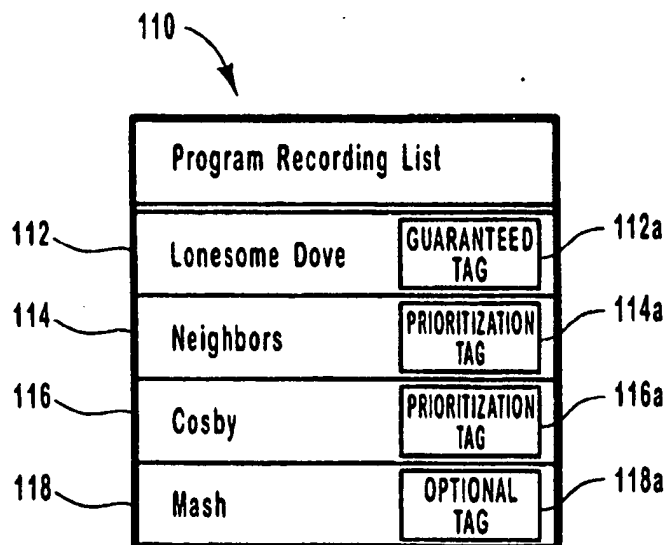 110
Program Recording List
112 Lonesome Dove GUARANTEED TAG 112a
114 Neighbors PRIORITIZATION TAG 114a
116 Cosby PRIORITIZATION TAG 116a
118 Mash OPTIONAL TAG 118a